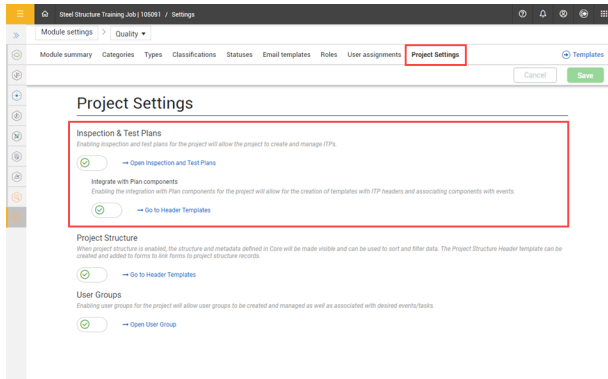 Steel Structure Training Job | 105091 / Settings
Module settings > Quality
Module summary Categories Types Classifications Statuses Email templates Roles User assignments Project Settings Templates
Cancel Save
Project Settings
Inspection & Test Plans
Enabling inspection and test plans for the project will allow the project to create and manage ITPs.
Open Inspection and Test Plans
Integrate with Plan components
Enabling the integration with Plan components for the project will allow for the creation of templates with ITP headers and associating components with events.
Go to Header Templates
Project Structure
When project structure is enabled, the structure and metadata defined in Core will be made visible and can be used to sort and filter data. The Project Structure Header template can be
created and added to forms to link forms to project structure records.
Go to Header Templates
User Groups
Enabling user groups for the project will allow user groups to be created and managed as well as associated with desired events/tasks.
Open User Group